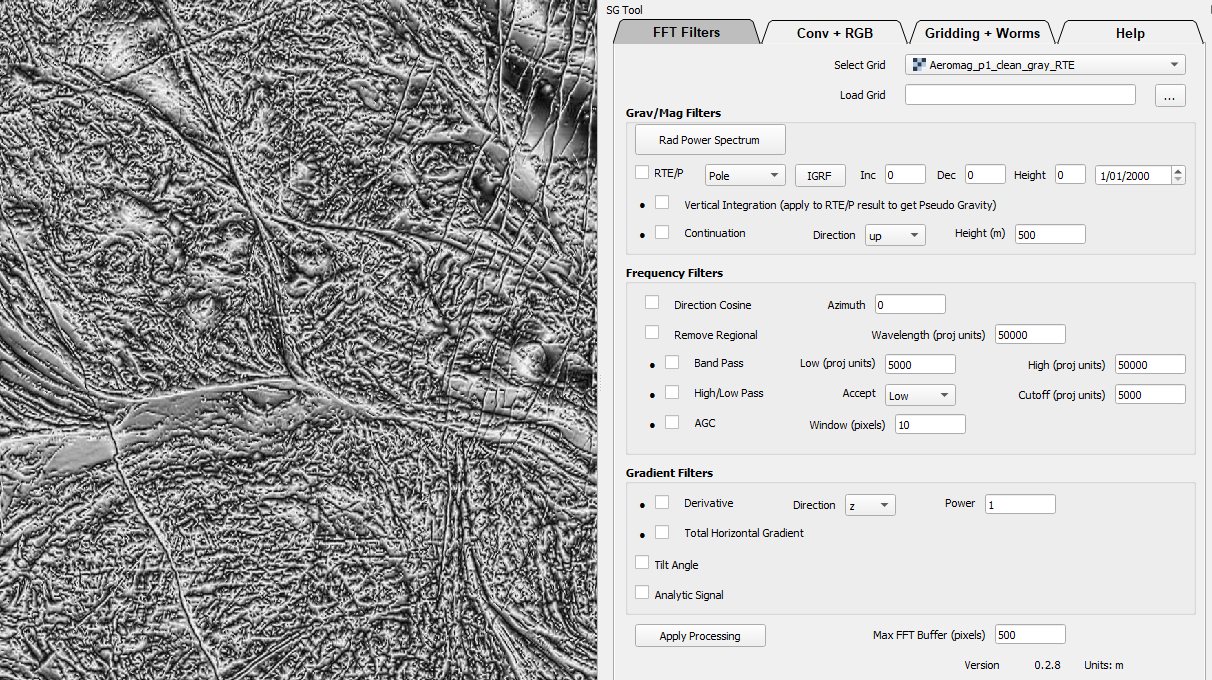 SG Tool
FFT Filters Conv + RGB Gridding + Worms Help
Select Grid Aeromag_p1_clean_gray_RTE
Load Grid ...
Grav/Mag Filters
Rad Power Spectrum
RTE/P Pole IGRF Inc 0 Dec 0 Height 0 1/01/2000
• Vertical Integration (apply to RTE/P result to get Pseudo Gravity)
• Continuation Direction up Height (m) 500
Frequency Filters
Direction Cosine Azimuth 0
Remove Regional Wavelength (proj units) 50000
• Band Pass Low (proj units) 5000 High (proj units) 50000
• High/Low Pass Accept Low Cutoff (proj units) 5000
• AGC Window (pixels) 10
Gradient Filters
• Derivative Direction z Power 1
• Total Horizontal Gradient
Tilt Angle
Analytic Signal
Apply Processing Max FFT Buffer (pixels) 500
Version 0.2.8 Units: m